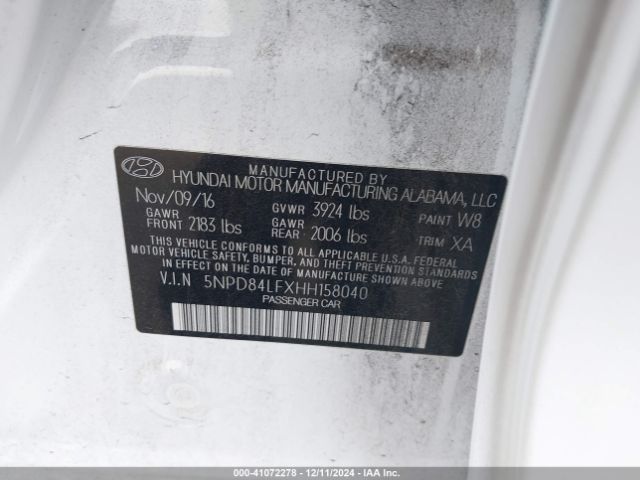 MANUFACTURED BY
HYUNDAI MOTOR MANUFACTURING ALABAMA, LLC
Nov/09/16 GVWR 3924 lbs PAINT W8
GAWR FRONT 2183 lbs GAWR REAR 2006 lbs TRIM XA
THIS VEHICLE CONFORMS TO ALL APPLICABLE U.S.A. FEDERAL
MOTOR VEHICLE SAFETY, BUMPER, AND THEFT PREVENTION
STANDARDS IN EFFECT ON THE DATE OF MANUFACTURE SHOWN ABOVE.
V.I.N 5NPD84LFXHH158040
PASSENGER CAR
000-41072278 - 12/11/2024 - IAA Inc.